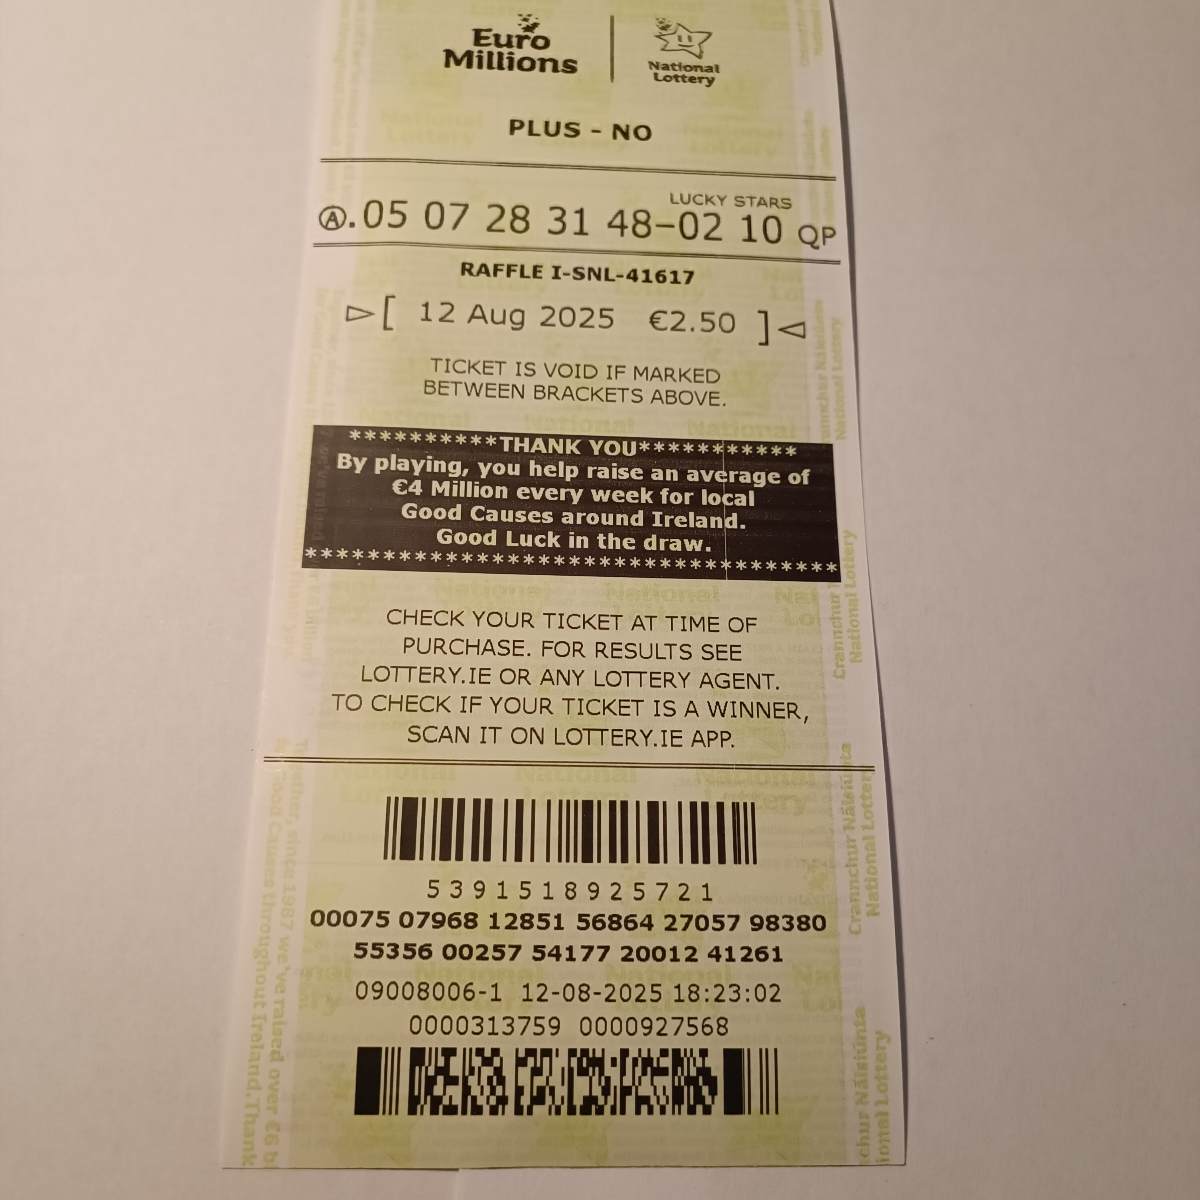 Euro
Millions
National
Lottery
PLUS - NO
LUCKY STARS
A.05 07 28 31 48-02 10 QP
RAFFLE I-SNL-41617
[ 12 Aug 2025 €2.50 ]
TICKET IS VOID IF MARKED
BETWEEN BRACKETS ABOVE.
**********THANK YOU***********
By playing, you help raise an average of
€4 Million every week for local
Good Causes around Ireland.
Good Luck in the draw.
***********************************
CHECK YOUR TICKET AT TIME OF
PURCHASE. FOR RESULTS SEE
LOTTERY.IE OR ANY LOTTERY AGENT.
TO CHECK IF YOUR TICKET IS A WINNER,
SCAN IT ON LOTTERY.IE APP.
5391518925721
00075 07968 12851 56864 27057 98380
55356 00257 54177 20012 41261
09008006-1 12-08-2025 18:23:02
0000313759 0000927568
Crannchur Náisiúnta
National Lottery